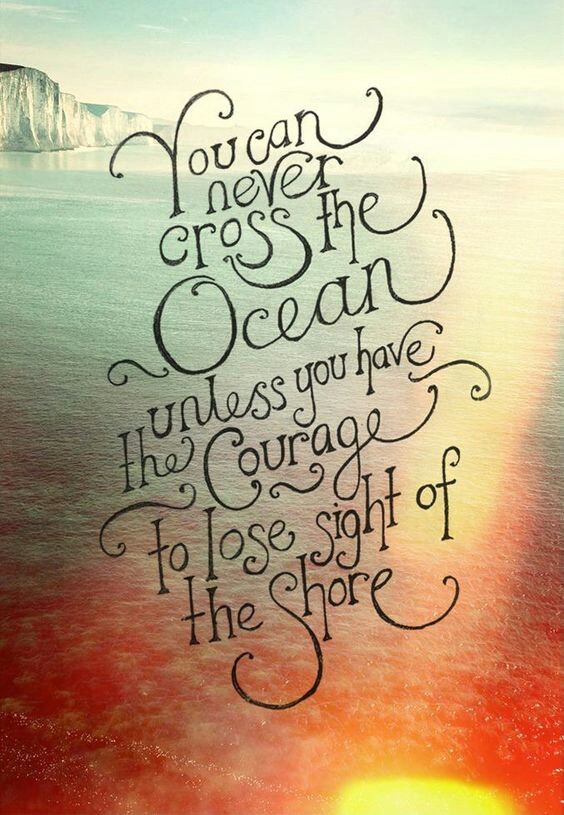 You can
never
cross the
Ocean
unless you have
the Courage
to lose sight of
the Shore